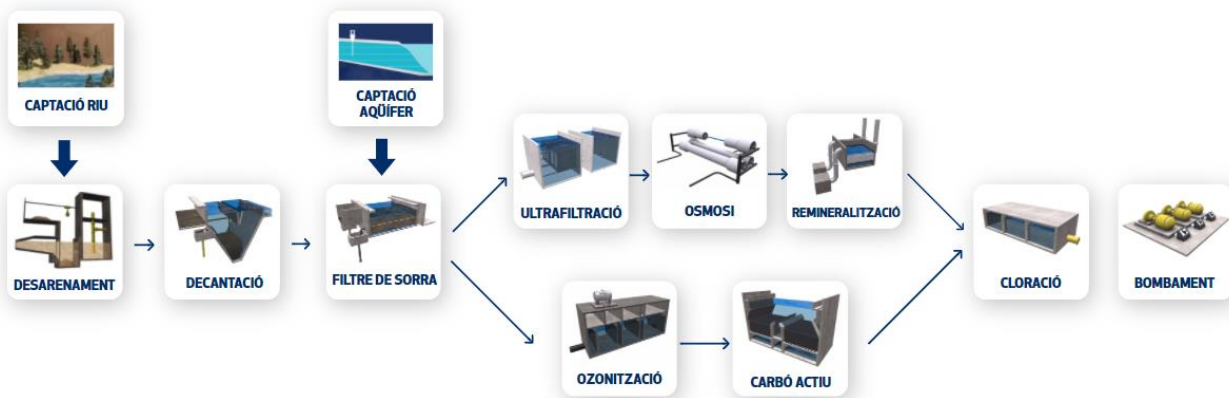 CAPTACIÓ RIU
CAPTACIÓ
AQÜÍFER
ULTRAFILTRACIÓ
OSMOSI
REMINERALITZACIÓ
DESARENAMENT
DECANTACIÓ
FILTRE DE SORRA
CLORACIÓ
BOMBAMENT
OZONITZACIÓ
CARBÓ ACTIU